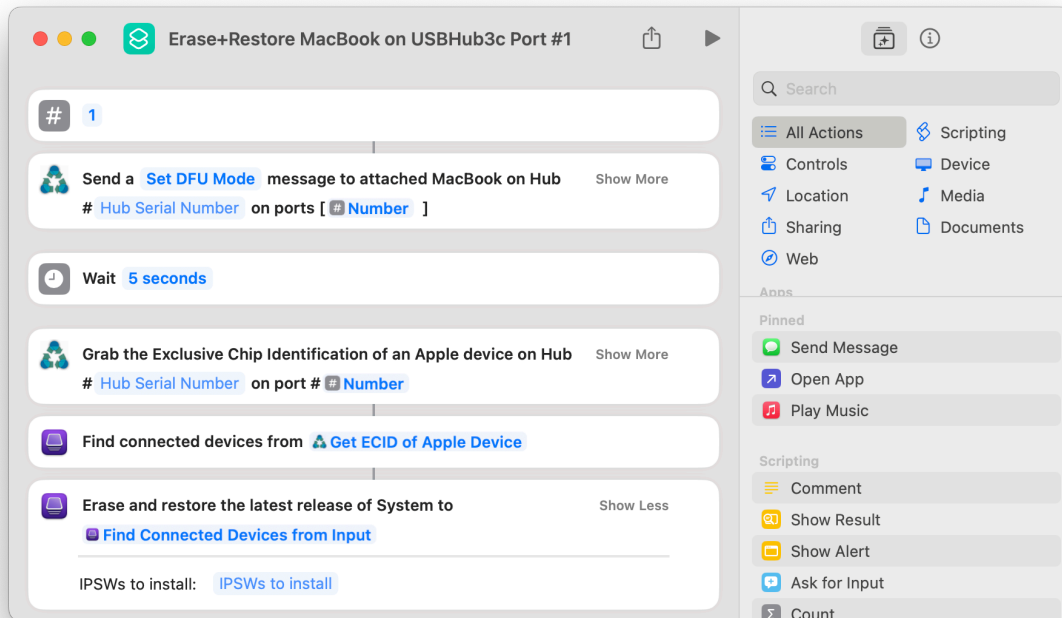 Erase+Restore MacBook on USBHub3c Port #1
# 1
Send a Set DFU Mode message to attached MacBook on Hub Show More
# Hub Serial Number on ports [ # Number ]
Wait 5 seconds
Grab the Exclusive Chip Identification of an Apple device on Hub Show More
# Hub Serial Number on port # # Number
Find connected devices from Get ECID of Apple Device
Erase and restore the latest release of System to Show Less
Find Connected Devices from Input
IPSWs to install: IPSWs to install
Search
All Actions Scripting
Controls Device
Location Media
Sharing Documents
Web
Apps
Pinned
Send Message
Open App
Play Music
Scripting
Comment
Show Result
Show Alert
Ask for Input
Count